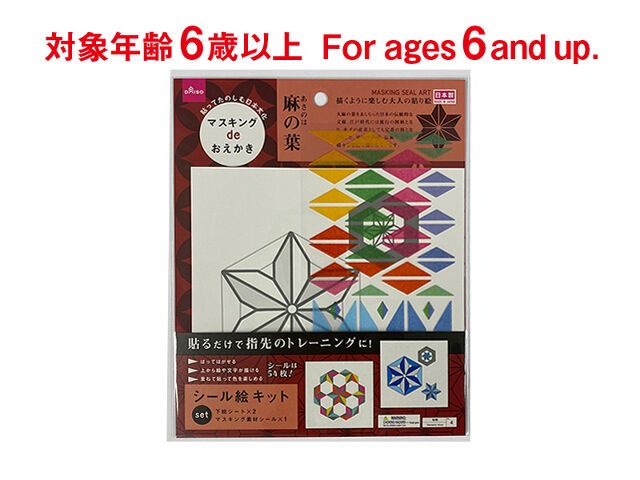 対象年齢6歳以上 For ages 6 and up.
DAISO
貼ってたのしむ日本文化
マスキング
de
おえかき
あさのは
麻の葉
MASKING SEAL ART
描くように楽しむ大人の貼り絵
日本製
貼るだけで指先のトレーニングに!
はってはがせる
上から絵や文字が描ける
重ねて貼って色を楽しめる
シールは
54枚!
シール絵 キット
set
下絵シート×2
マスキング素材シール×1
4